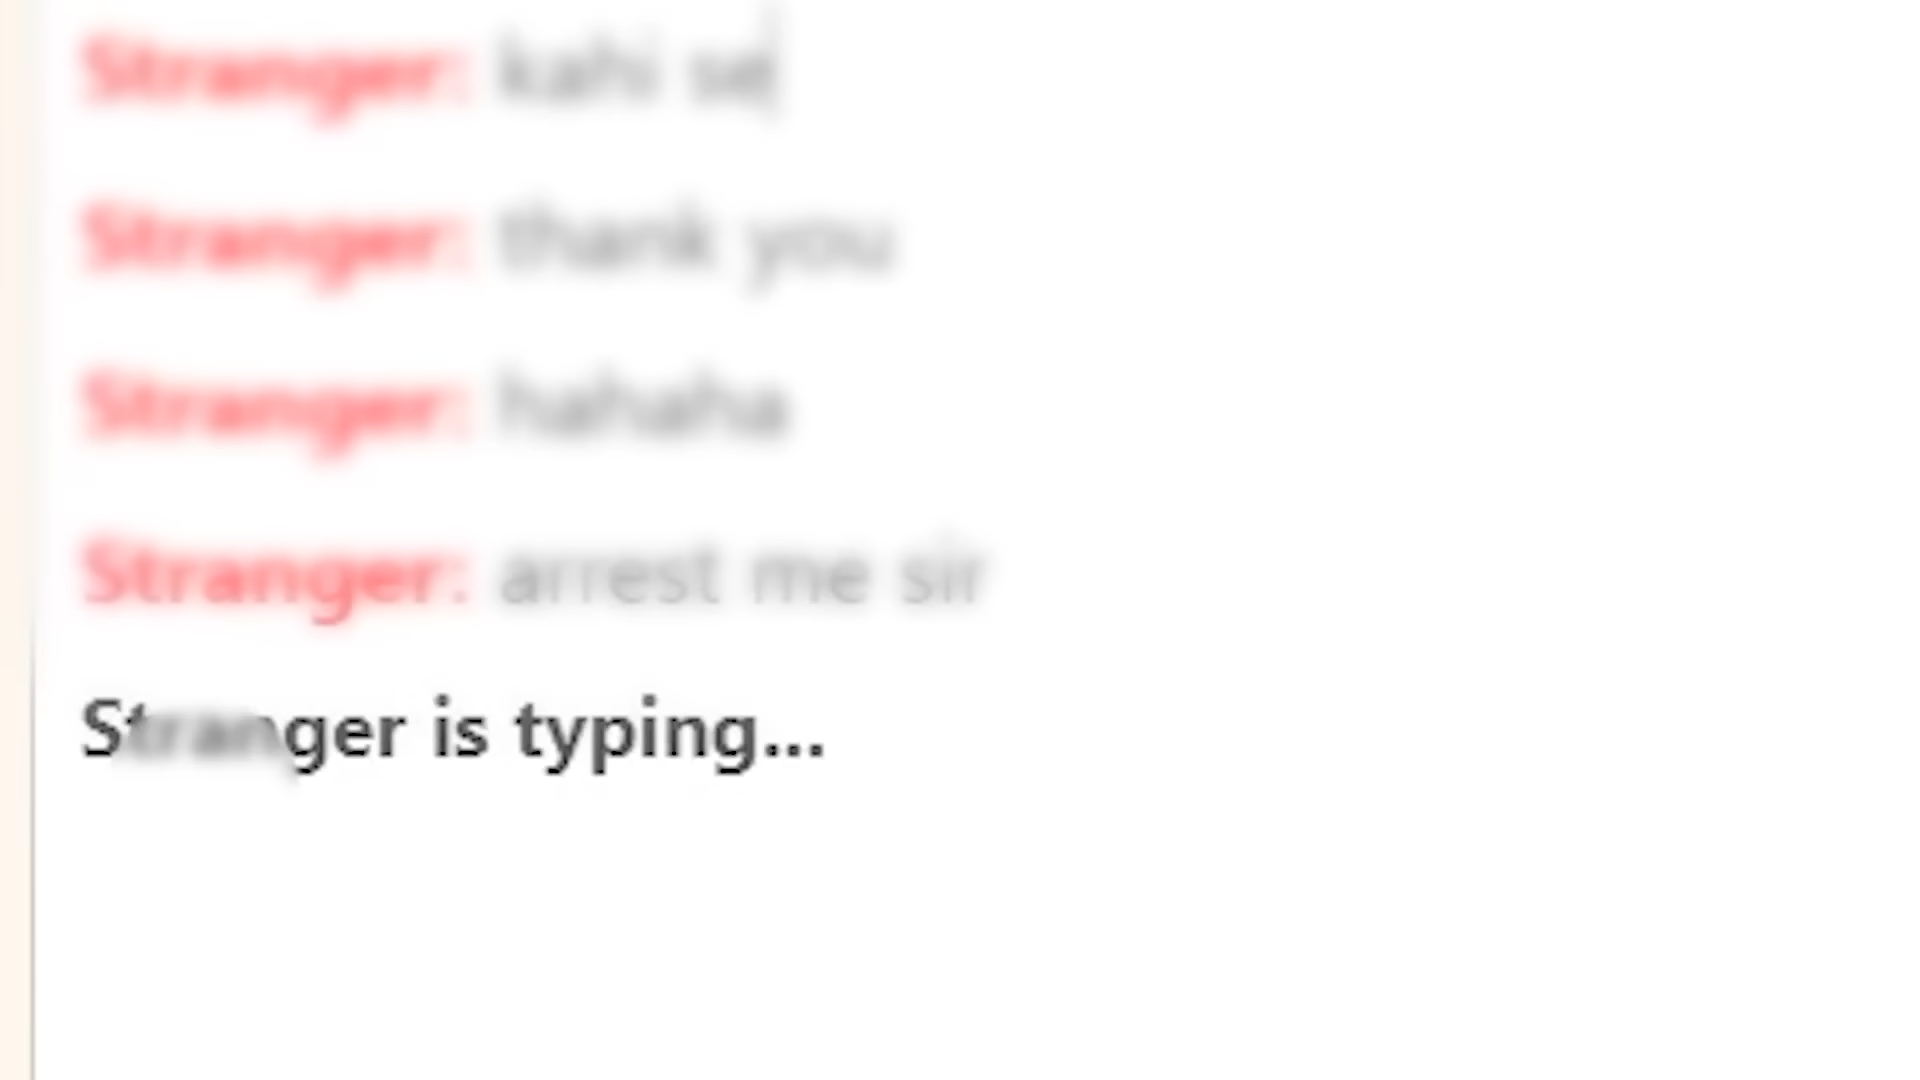 Stranger: kahi se
Stranger: thank you
Stranger: hahaha
Stranger: arrest me sir
Stranger is typing...